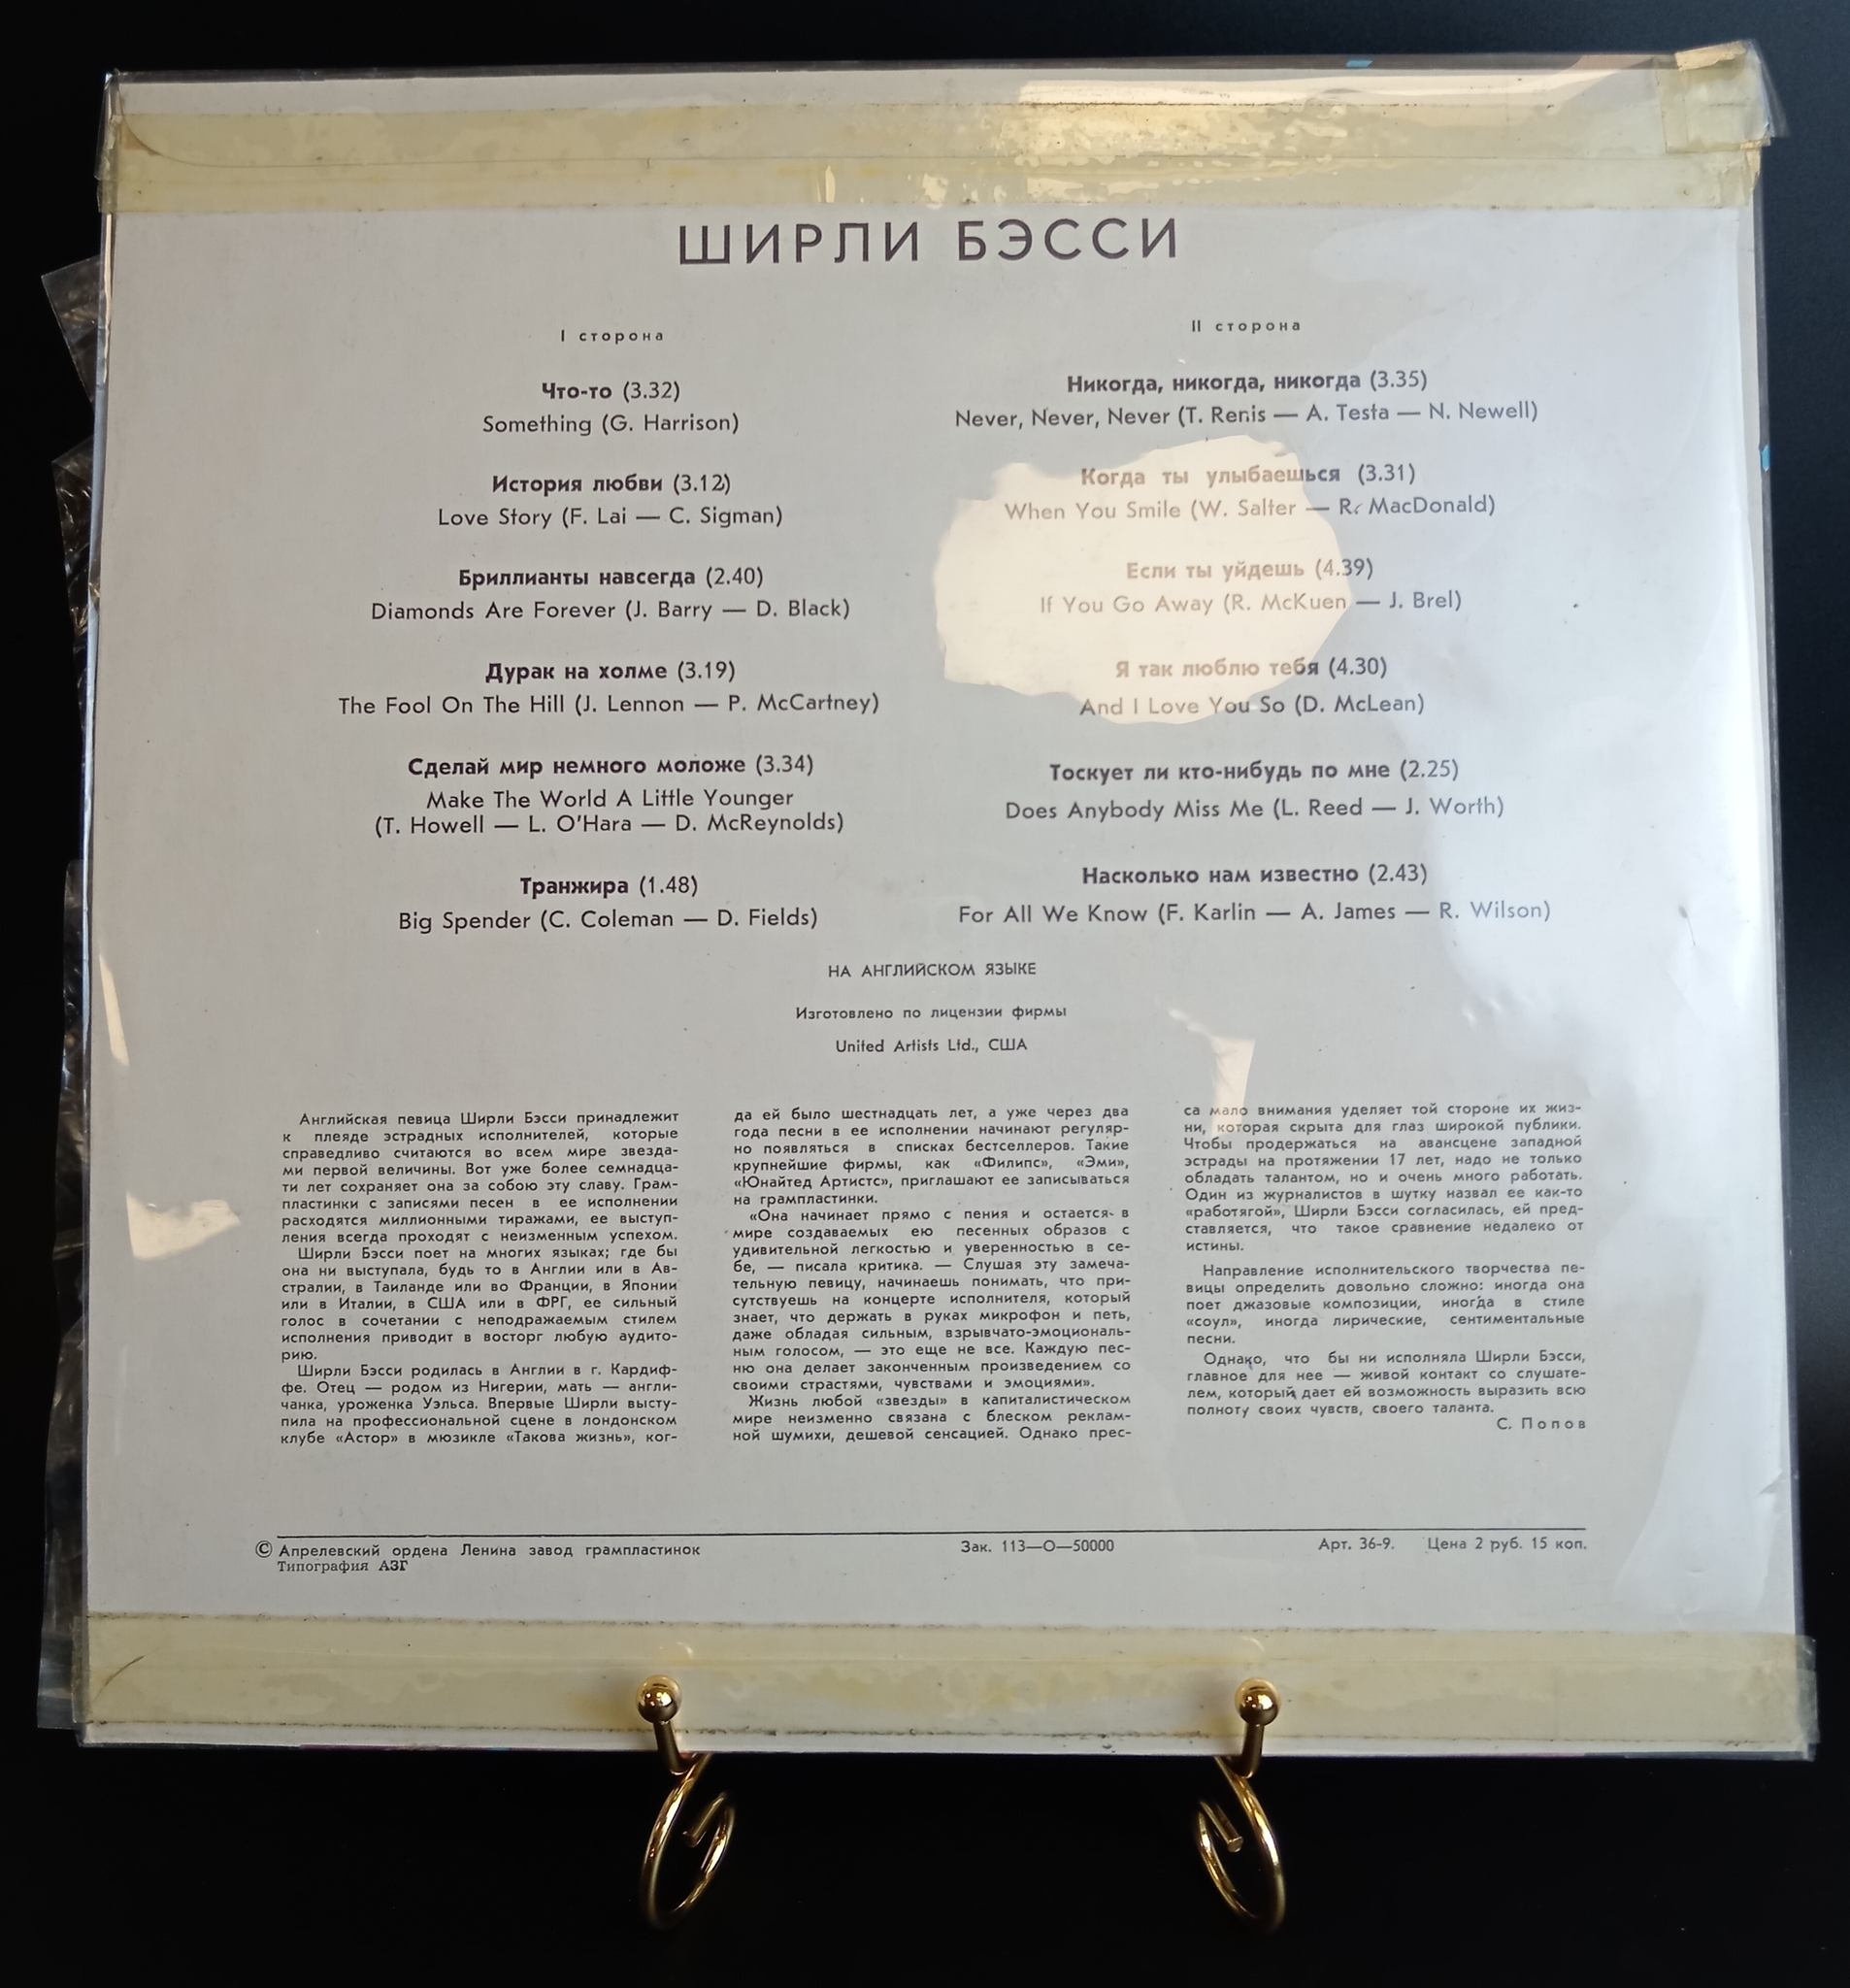 ШИРЛИ БЭССИ
I сторона
Что-то (3.32)
Something (G. Harrison)
История любви (3.12)
Love Story (F. Lai — C. Sigman)
Бриллианты навсегда (2.40)
Diamonds Are Forever (J. Barry — D. Black)
Дурак на холме (3.19)
The Fool On The Hill (J. Lennon — P. McCartney)
Сделай мир немного моложе (3.34)
Make The World A Little Younger
(T. Howell — L. O'Hara — D. McReynolds)
Транжира (1.48)
Big Spender (C. Coleman — D. Fields)
II сторона
Никогда, никогда, никогда (3.35)
Never, Never, Never (T. Renis — A. Testa — N. Newell)
Когда ты улыбаешься (3.31)
When You Smile (W. Salter — R. MacDonald)
Если ты уйдешь (4.39)
If You Go Away (R. McKuen — J. Brel)
Я так люблю тебя (4.30)
And I Love You So (D. McLean)
Тоскует ли кто-нибудь по мне (2.25)
Does Anybody Miss Me (L. Reed — J. Worth)
Насколько нам известно (2.43)
For All We Know (F. Karlin — A. James — R. Wilson)
НА АНГЛИЙСКОМ ЯЗЫКЕ
Изготовлено по лицензии фирмы
United Artists Ltd., США
Английская певица Ширли Бэсси принадлежит
к плеяде эстрадных исполнителей, которые
справедливо считаются во всем мире звезда-
ми первой величины. Вот уже более семнадца-
ти лет сохраняет она за собою эту славу. Грам-
пластинки с записями песен в ее исполнении
расходятся миллионными тиражами, ее выступ-
ления всегда проходят с неизменным успехом.
Ширли Бэсси поет на многих языках; где бы
она ни выступала, будь то в Англии или в Ав-
стралии, в Таиланде или во Франции, в Японии
или в Италии, в США или в ФРГ, ее сильный
голос в сочетании с неподражаемым стилем
исполнения приводит в восторг любую аудито-
рию.
Ширли Бэсси родилась в Англии в г. Кардиф-
фе. Отец — родом из Нигерии, мать — англи-
чанка, уроженка Уэльса. Впервые Ширли высту-
пила на профессиональной сцене в лондонском
клубе «Астор» в мюзикле «Такова жизнь», ког-
да ей было шестнадцать лет, а уже через два
года песни в ее исполнении начинают регуляр-
но появляться в списках бестселлеров. Такие
крупнейшие фирмы, как «Филипс», «Эми»,
«Юнайтед Артистс», приглашают ее записываться
на грампластинки.
«Она начинает прямо с пения и остается в
мире создаваемых ею песенных образов с
удивительной легкостью и уверенностью в се-
бе, — писала критика. — Слушая эту замеча-
тельную певицу, начинаешь понимать, что при-
сутствуешь на концерте исполнителя, который
знает, что держать в руках микрофон и петь,
даже обладая сильным, взрывчато-эмоциональ-
ным голосом, — это еще не все. Каждую пес-
ню она делает законченным произведением со
своими страстями, чувствами и эмоциями».
Жизнь любой «звезды» в капиталистическом
мире неизменно связана с блеском реклам-
ной шумихи, дешевой сенсацией. Однако прес-
са мало внимания уделяет той стороне их жиз-
ни, которая скрыта для глаз широкой публики.
Чтобы продержаться на авансцене западной
эстрады на протяжении 17 лет, надо не только
обладать талантом, но и очень много работать.
Один из журналистов в шутку назвал ее как-то
«работягой», Ширли Бэсси согласилась, ей пред-
ставляется, что такое сравнение недалеко от
истины.
Направление исполнительского творчества пе-
вицы определить довольно сложно: иногда она
поет джазовые композиции, иногда в стиле
«соул», иногда лирические, сентиментальные
песни.
Однако, что бы ни исполняла Ширли Бэсси,
главное для нее — живой контакт со слушате-
лем, который дает ей возможность выразить всю
полноту своих чувств, своего таланта.
С. Попов
© Апрелевский ордена Ленина завод грампластинок
Типография АЗГ
Зак. 113—О—50000
Арт. 36-9. Цена 2 руб. 15 коп.